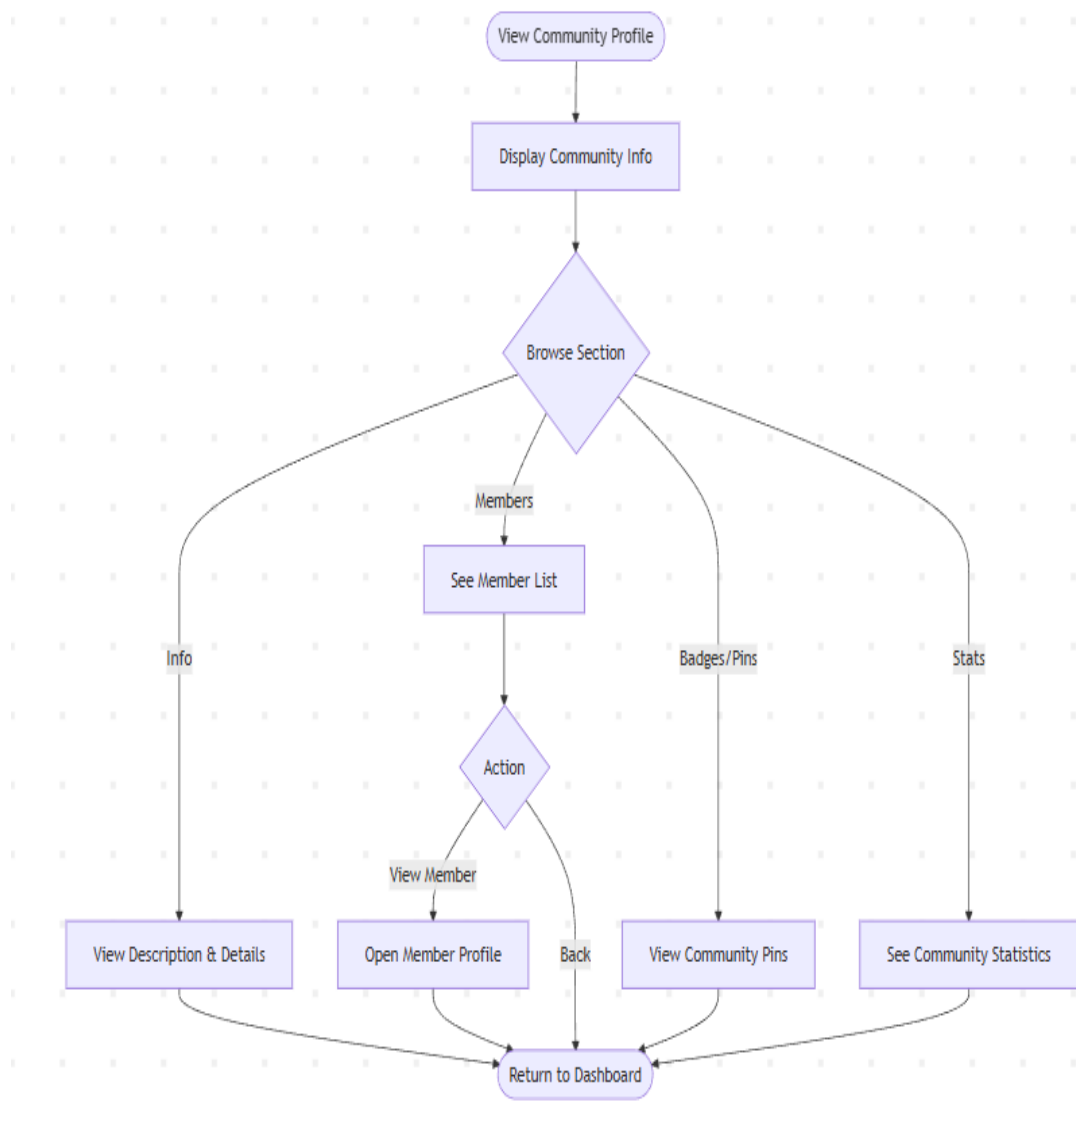 View Community Profile
Display Community Info
Browse Section
Members
See Member List
Info
Badges/Pins
Stats
Action
View Member
View Description & Details
Open Member Profile
Back
View Community Pins
See Community Statistics
Return to Dashboard